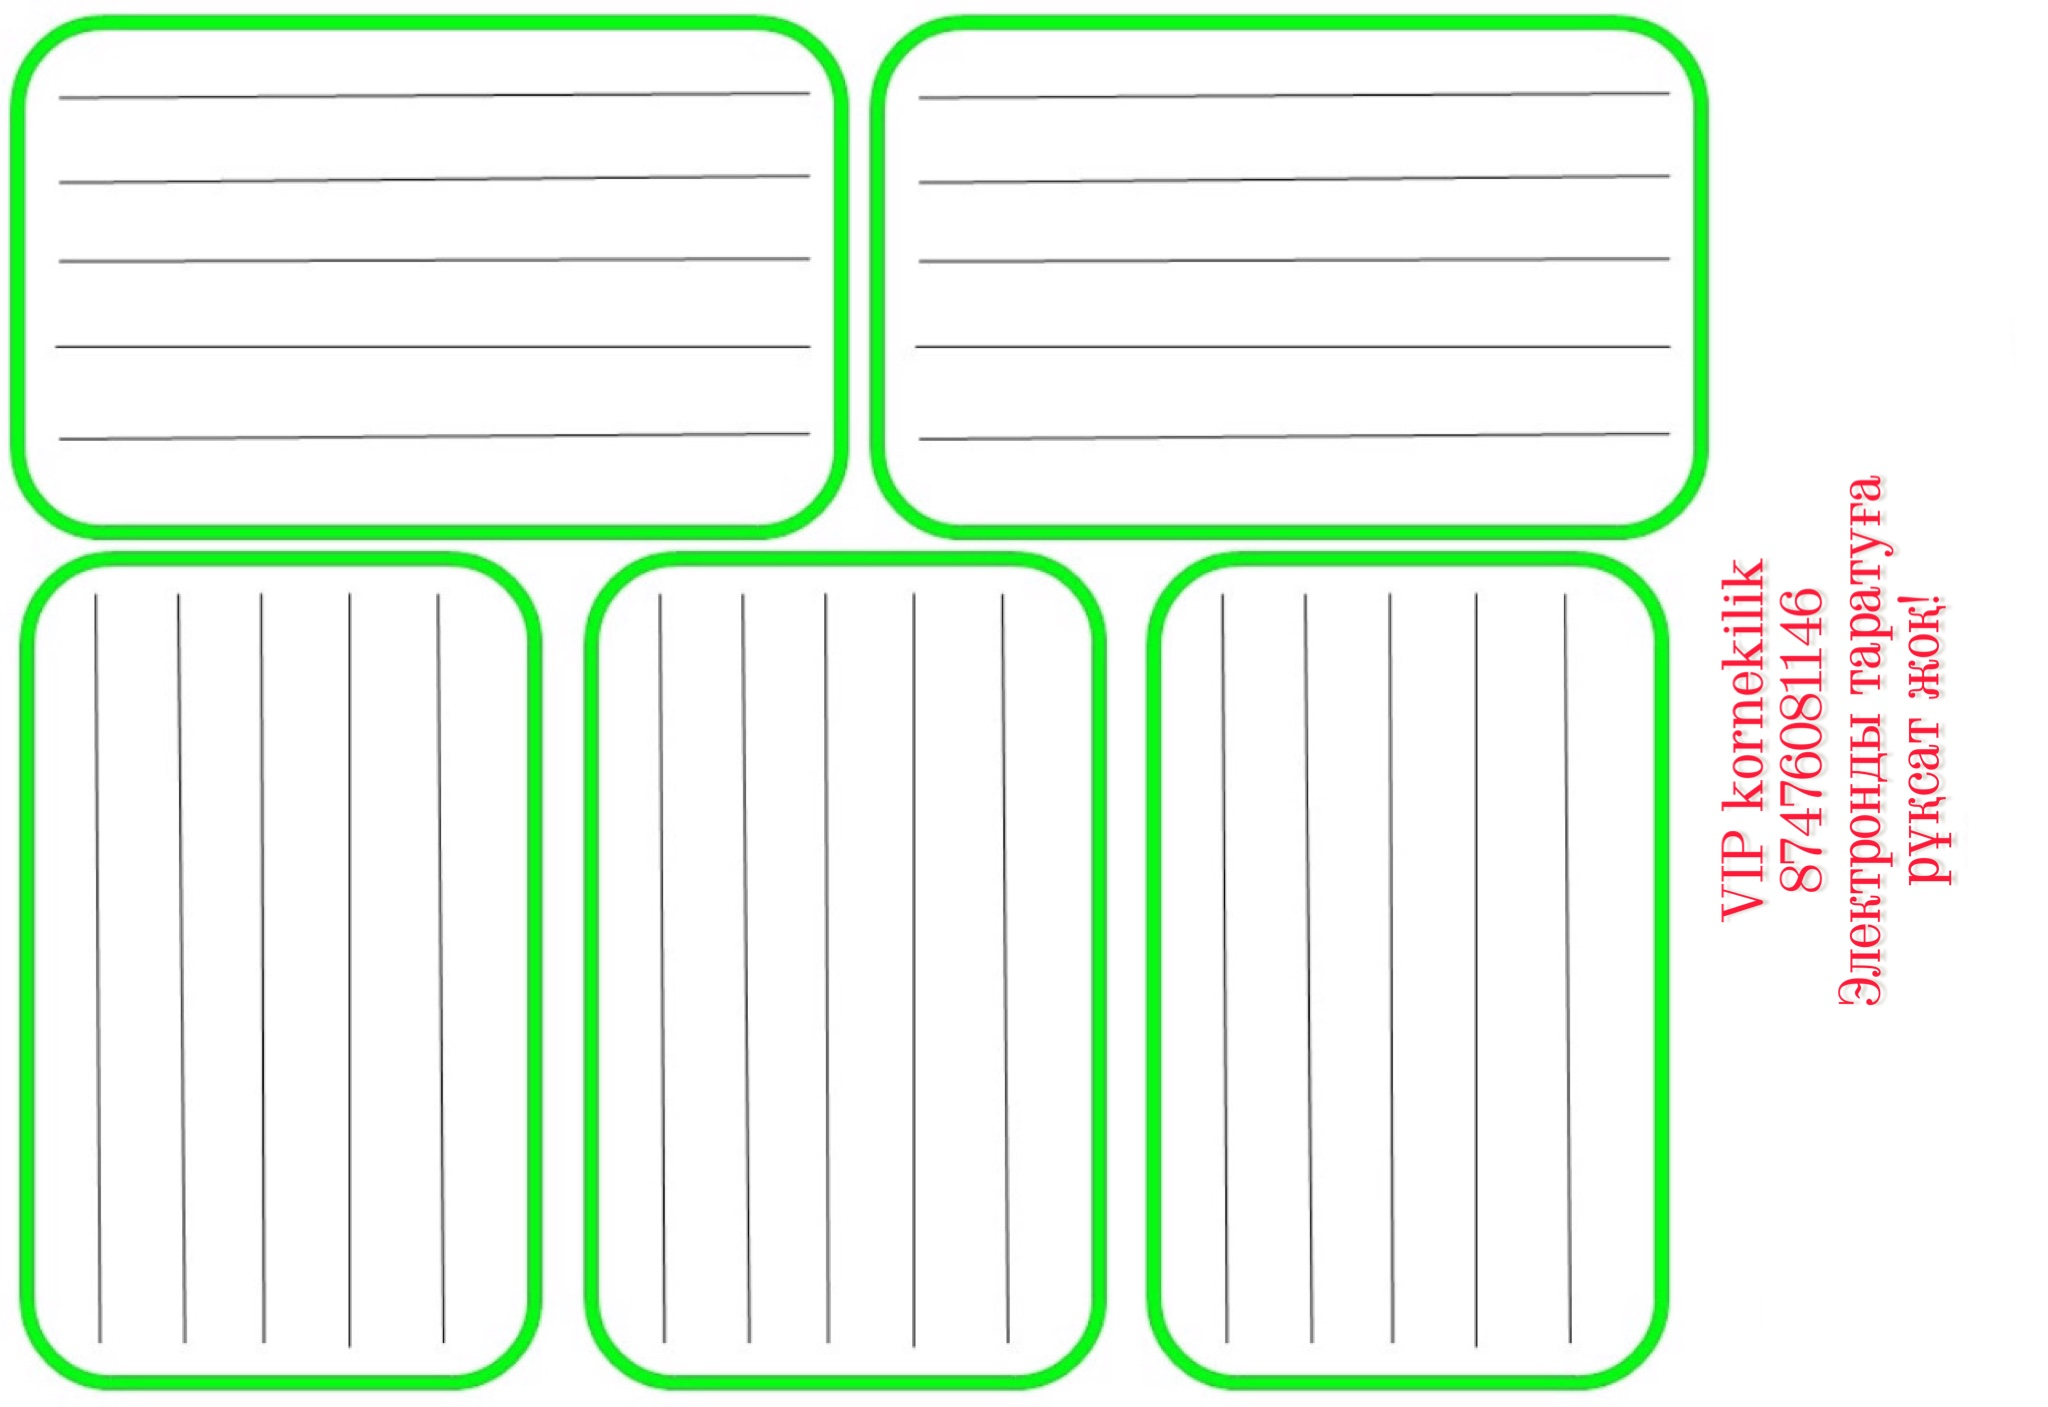 VIP kornekilik
87476081146
Электронды таратуға
рұқсат жоқ!